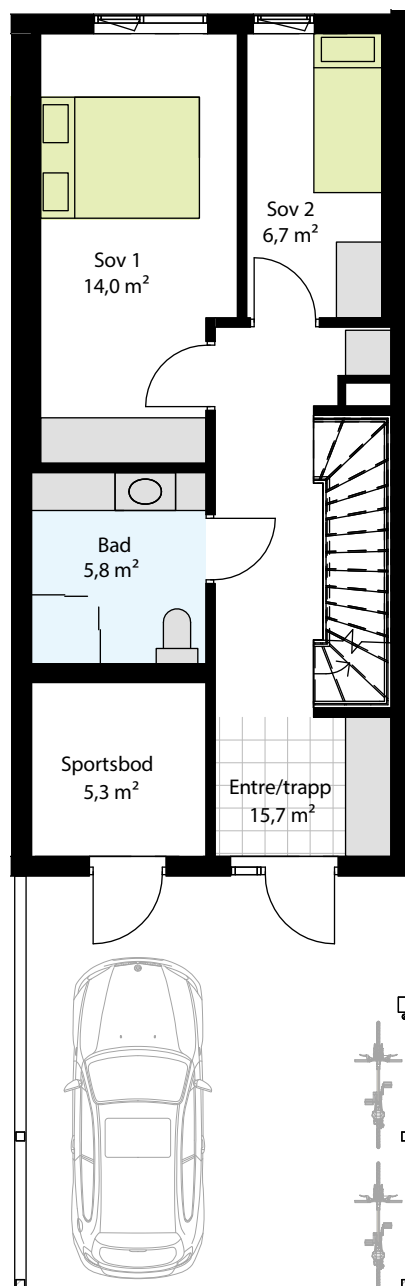 Sov 2
6,7 m²
Sov 1
14,0 m²
Bad
5,8 m²
Sportsbod
5,3 m²
Entre/trapp
15,7 m²